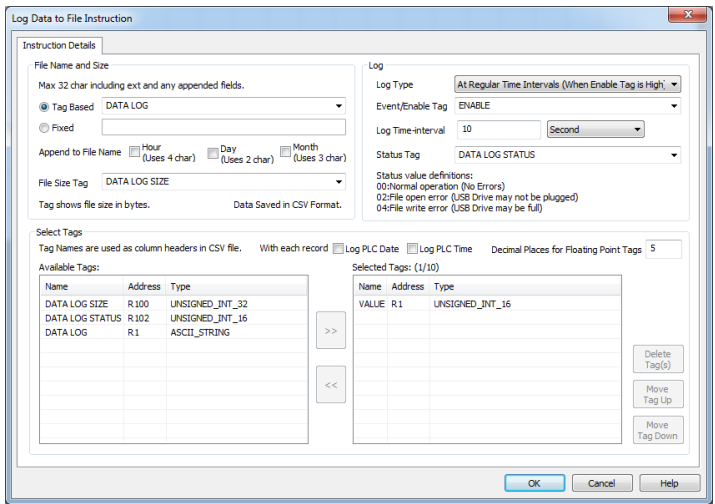 Log Data to File Instruction
Instruction Details
File Name and Size
Max 32 char including ext and any appended fields.
Tag Based DATA LOG
Fixed
Append to File Name Hour (Uses 4 char) Day (Uses 2 char) Month (Uses 3 char)
File Size Tag DATA LOG SIZE
Tag shows file size in bytes. Data Saved in CSV Format.
Log
Log Type At Regular Time Intervals (When Enable Tag is High)
Event/Enable Tag ENABLE
Log Time-interval 10 Second
Status Tag DATA LOG STATUS
Status value definitions:
00:Normal operation (No Errors)
02:File open error (USB Drive may not be plugged)
04:File write error (USB Drive may be full)
Select Tags
Tag Names are used as column headers in CSV file. With each record Log PLC Date Log PLC Time Decimal Places for Floating Point Tags 5
Available Tags:
Name Address Type
DATA LOG SIZE R100 UNSIGNED_INT_32
DATA LOG STATUS R102 UNSIGNED_INT_16
DATA LOG R1 ASCII_STRING
>>
<<
Selected Tags: (1/10)
Name Address Type
VALUE R1 UNSIGNED_INT_16
Delete
Tag(s)
Move
Tag Up
Move
Tag Down
OK Cancel Help